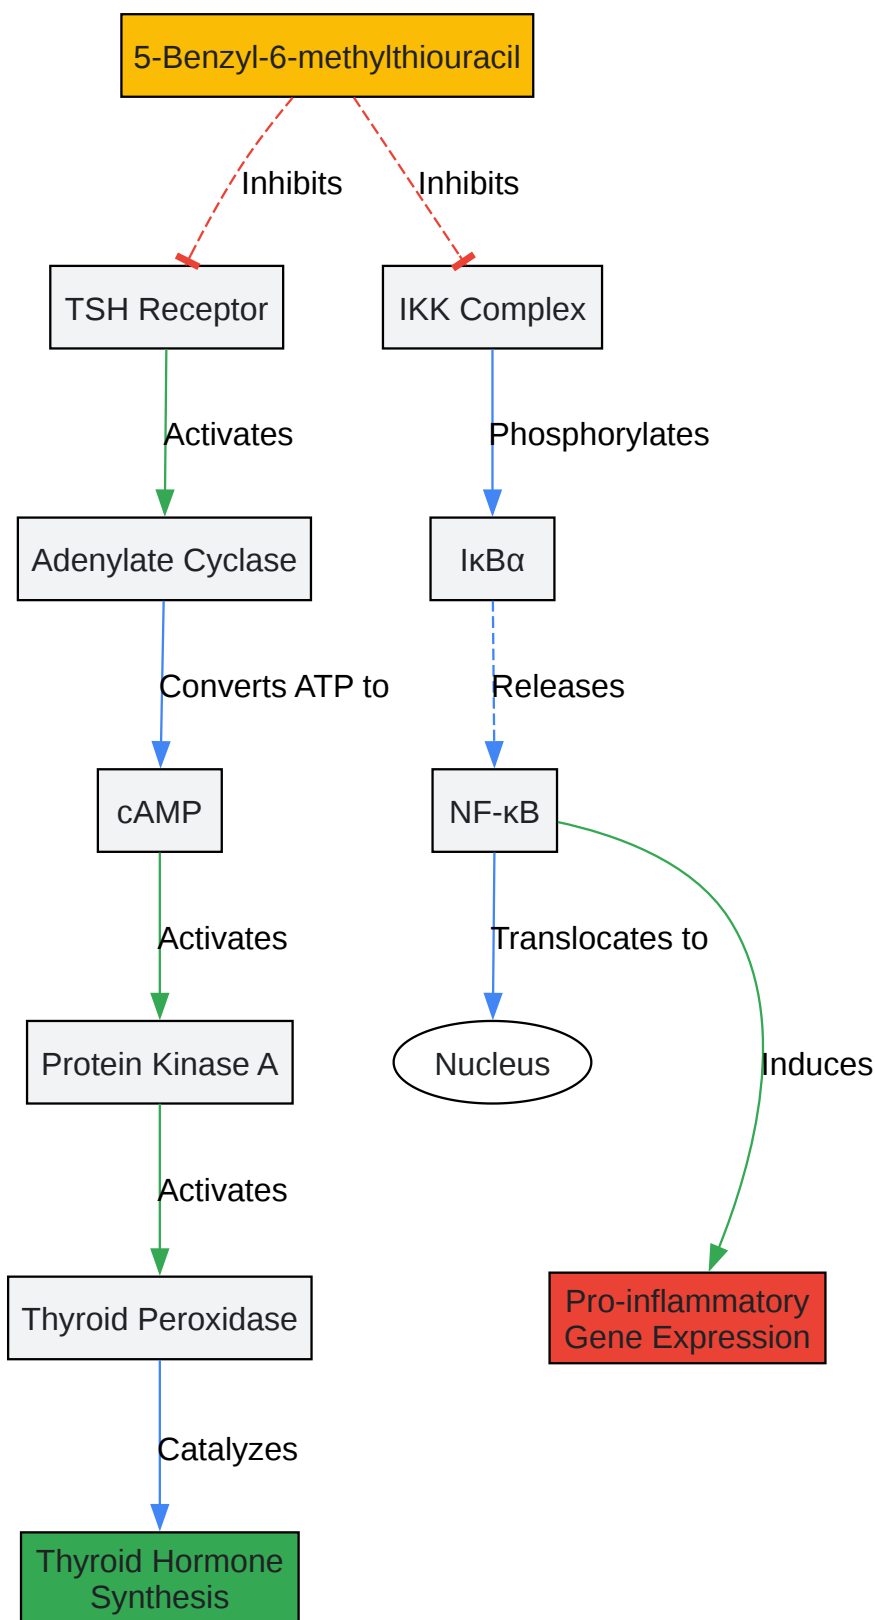 5-Benzyl-6-methylthiouracil
Inhibits
Inhibits
TSH Receptor
IKK Complex
Activates
Phosphorylates
Adenylate Cyclase
IκBα
Converts ATP to
Releases
cAMP
NF-κB
Activates
Translocates to
Protein Kinase A
Nucleus
Induces
Activates
Thyroid Peroxidase
Pro-inflammatory
Gene Expression
Catalyzes
Thyroid Hormone
Synthesis